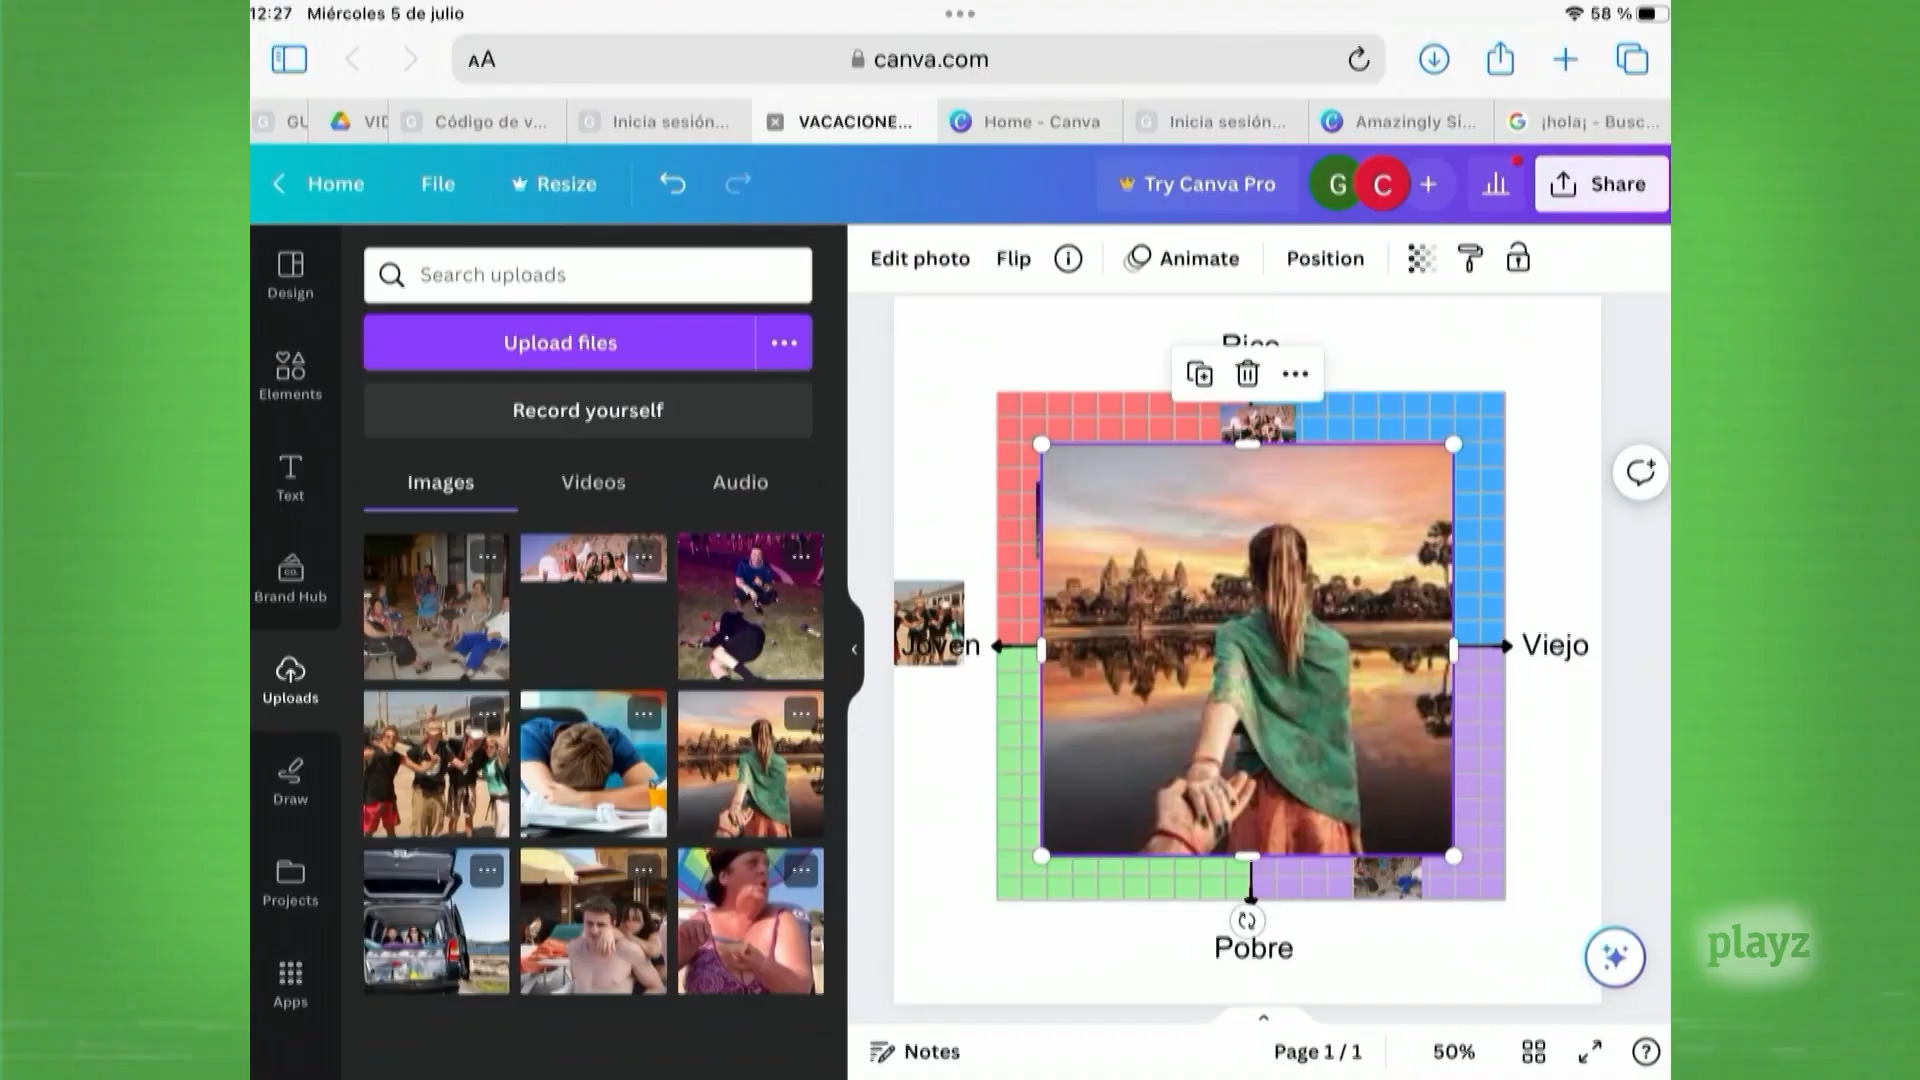 12:27 Miércoles 5 de julio
58 %
AA
canva.com
GU
VID
Código de v...
Inicia sesión...
VACACIONE...
Home - Canva
Inicia sesión...
Amazingly Si...
¡hola¡ - Busc...
Home
File
Resize
Try Canva Pro
G
C
Share
Design
Elements
Text
Brand Hub
Uploads
Draw
Projects
Apps
Search uploads
Upload files
Record yourself
Images
Videos
Audio
Edit photo
Flip
Animate
Position
Rico
Joven
Viejo
Pobre
Notes
Page 1 / 1
50%
playz